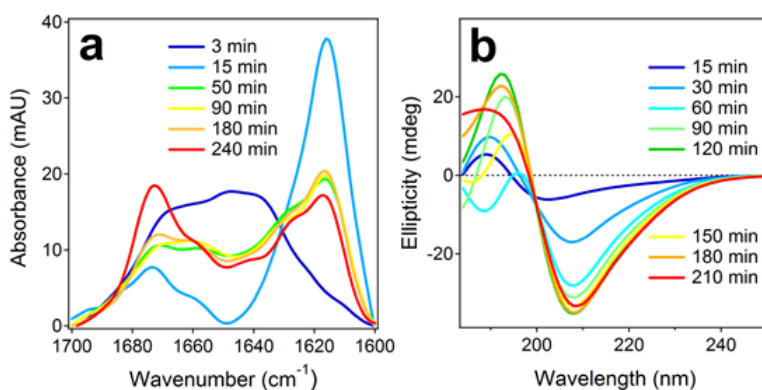 a
3 min
15 min
50 min
90 min
180 min
240 min
40
30
20
10
0
Absorbance (mAU)
1700 1680 1660 1640 1620 1600
Wavenumber (cm-1)
b
15 min
30 min
60 min
90 min
120 min
150 min
180 min
210 min
20
0
-20
Ellipticity (mdeg)
200 220 240
Wavelength (nm)